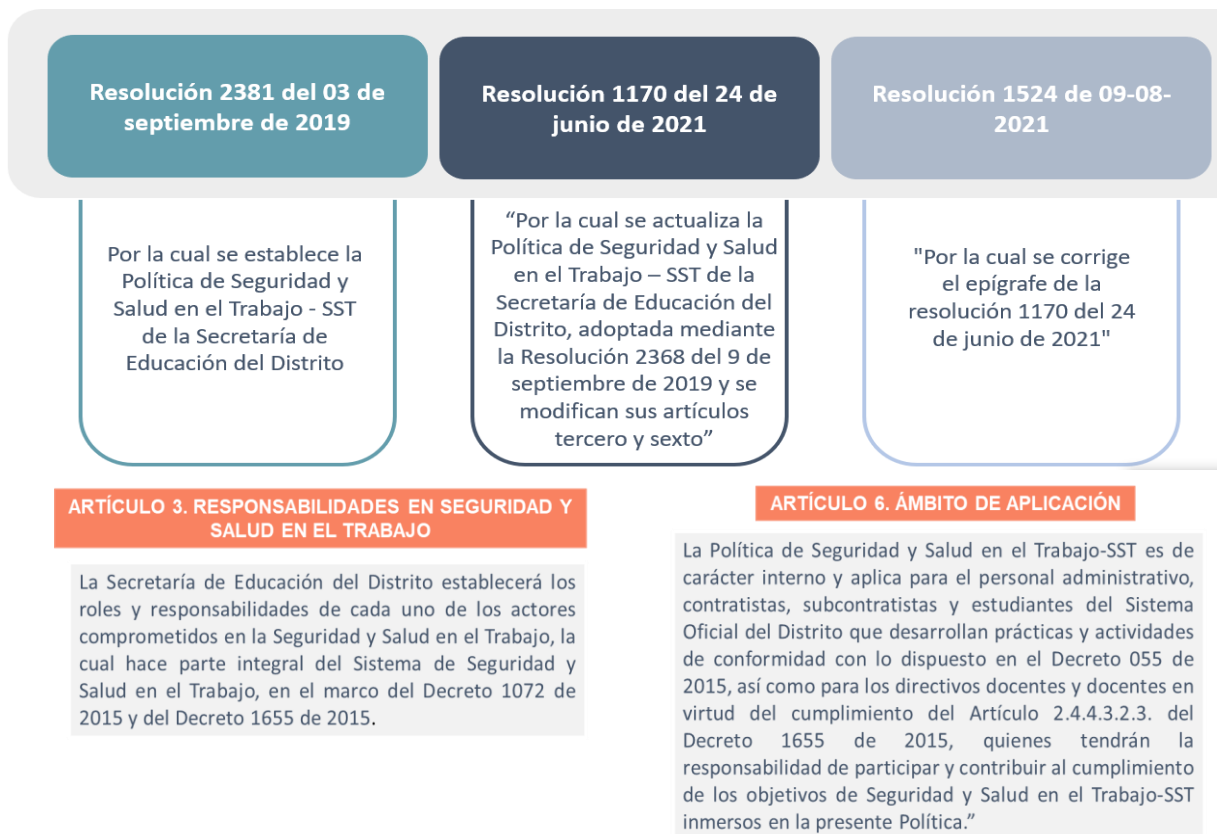 Resolución 2381 del 03 de
septiembre de 2019
Resolución 1170 del 24 de
junio de 2021
Resolución 1524 de 09-08-
2021
Por la cual se establece la
Política de Seguridad y
Salud en el Trabajo - SST
de la Secretaría de
Educación del Distrito
“Por la cual se actualiza la
Política de Seguridad y Salud
en el Trabajo – SST de la
Secretaría de Educación del
Distrito, adoptada mediante
la Resolución 2368 del 9 de
septiembre de 2019 y se
modifican sus artículos
tercero y sexto”
"Por la cual se corrige
el epígrafe de la
resolución 1170 del 24
de junio de 2021"
ARTÍCULO 3. RESPONSABILIDADES EN SEGURIDAD Y
SALUD EN EL TRABAJO
La Secretaría de Educación del Distrito establecerá los
roles y responsabilidades de cada uno de los actores
comprometidos en la Seguridad y Salud en el Trabajo, la
cual hace parte integral del Sistema de Seguridad y
Salud en el Trabajo, en el marco del Decreto 1072 de
2015 y del Decreto 1655 de 2015.
ARTÍCULO 6. ÁMBITO DE APLICACIÓN
La Política de Seguridad y Salud en el Trabajo-SST es de
carácter interno y aplica para el personal administrativo,
contratistas, subcontratistas y estudiantes del Sistema
Oficial del Distrito que desarrollan prácticas y actividades
de conformidad con lo dispuesto en el Decreto 055 de
2015, así como para los directivos docentes y docentes en
virtud del cumplimiento del Artículo 2.4.4.3.2.3. del
Decreto 1655 de 2015, quienes tendrán la
responsabilidad de participar y contribuir al cumplimiento
de los objetivos de Seguridad y Salud en el Trabajo-SST
inmersos en la presente Política.”